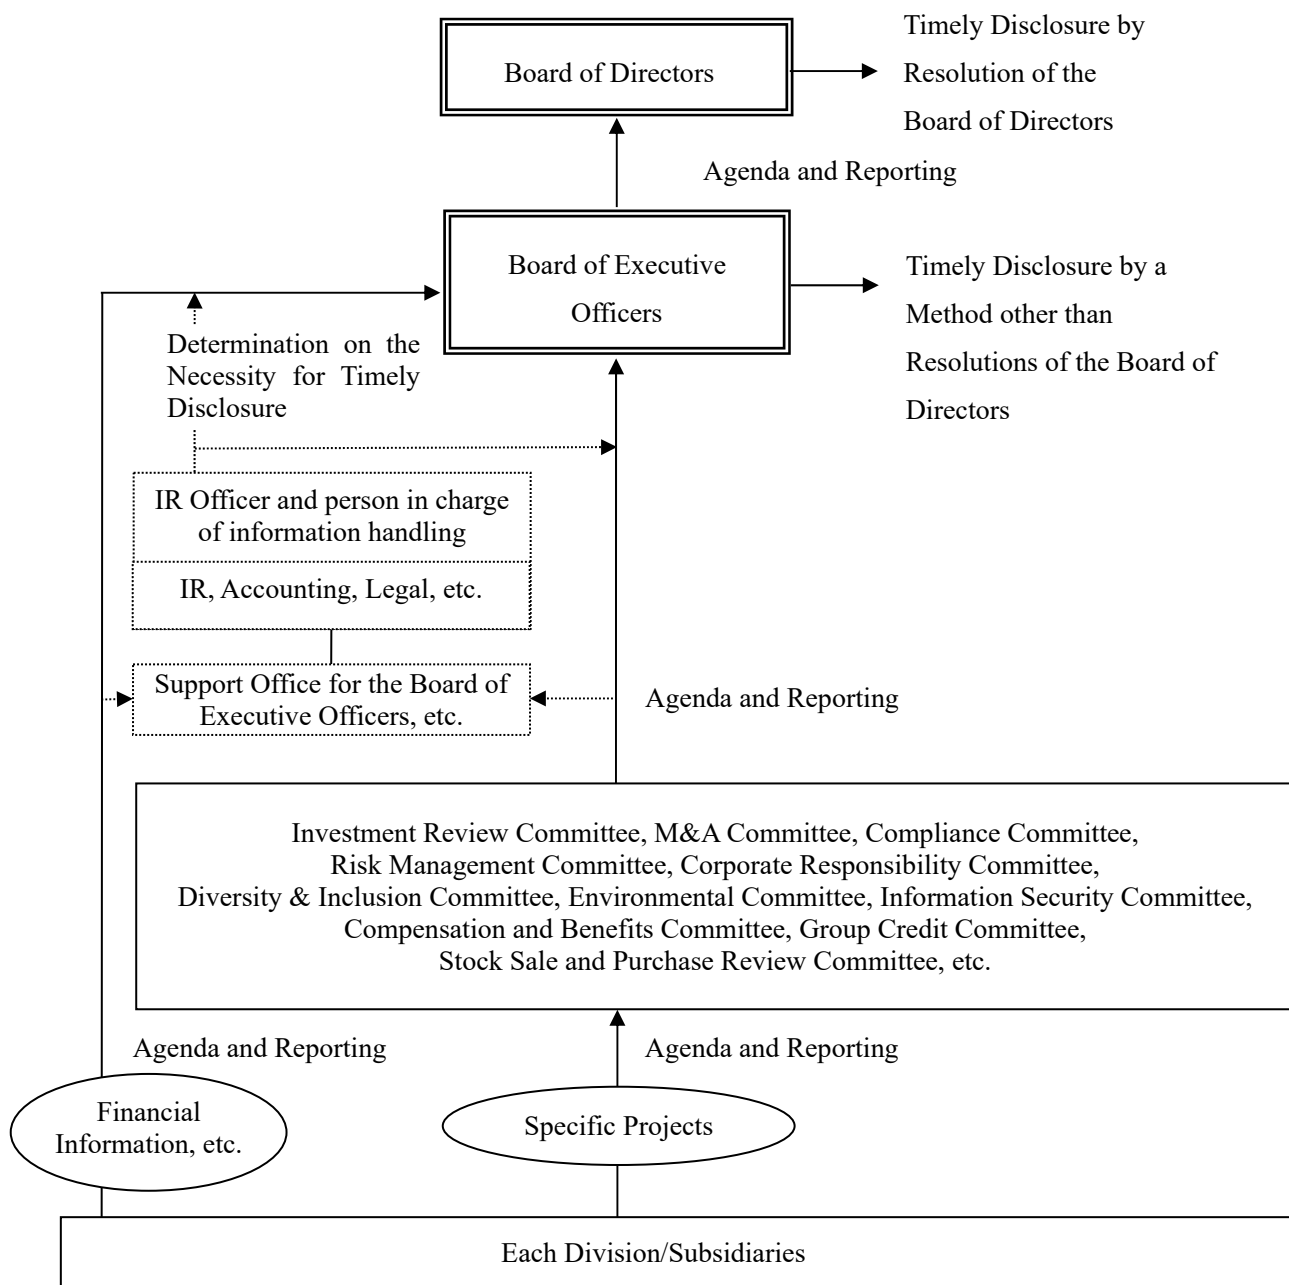 Board of Directors
Timely Disclosure by
Resolution of the
Board of Directors
Agenda and Reporting
Board of Executive
Officers
Timely Disclosure by a
Method other than
Resolutions of the Board of
Directors
Determination on the
Necessity for Timely
Disclosure
IR Officer and person in charge
of information handling
IR, Accounting, Legal, etc.
Support Office for the Board of
Executive Officers, etc.
Agenda and Reporting
Investment Review Committee, M&A Committee, Compliance Committee,
Risk Management Committee, Corporate Responsibility Committee,
Diversity & Inclusion Committee, Environmental Committee, Information Security Committee,
Compensation and Benefits Committee, Group Credit Committee,
Stock Sale and Purchase Review Committee, etc.
Agenda and Reporting
Agenda and Reporting
Financial
Information, etc.
Specific Projects
Each Division/Subsidiaries